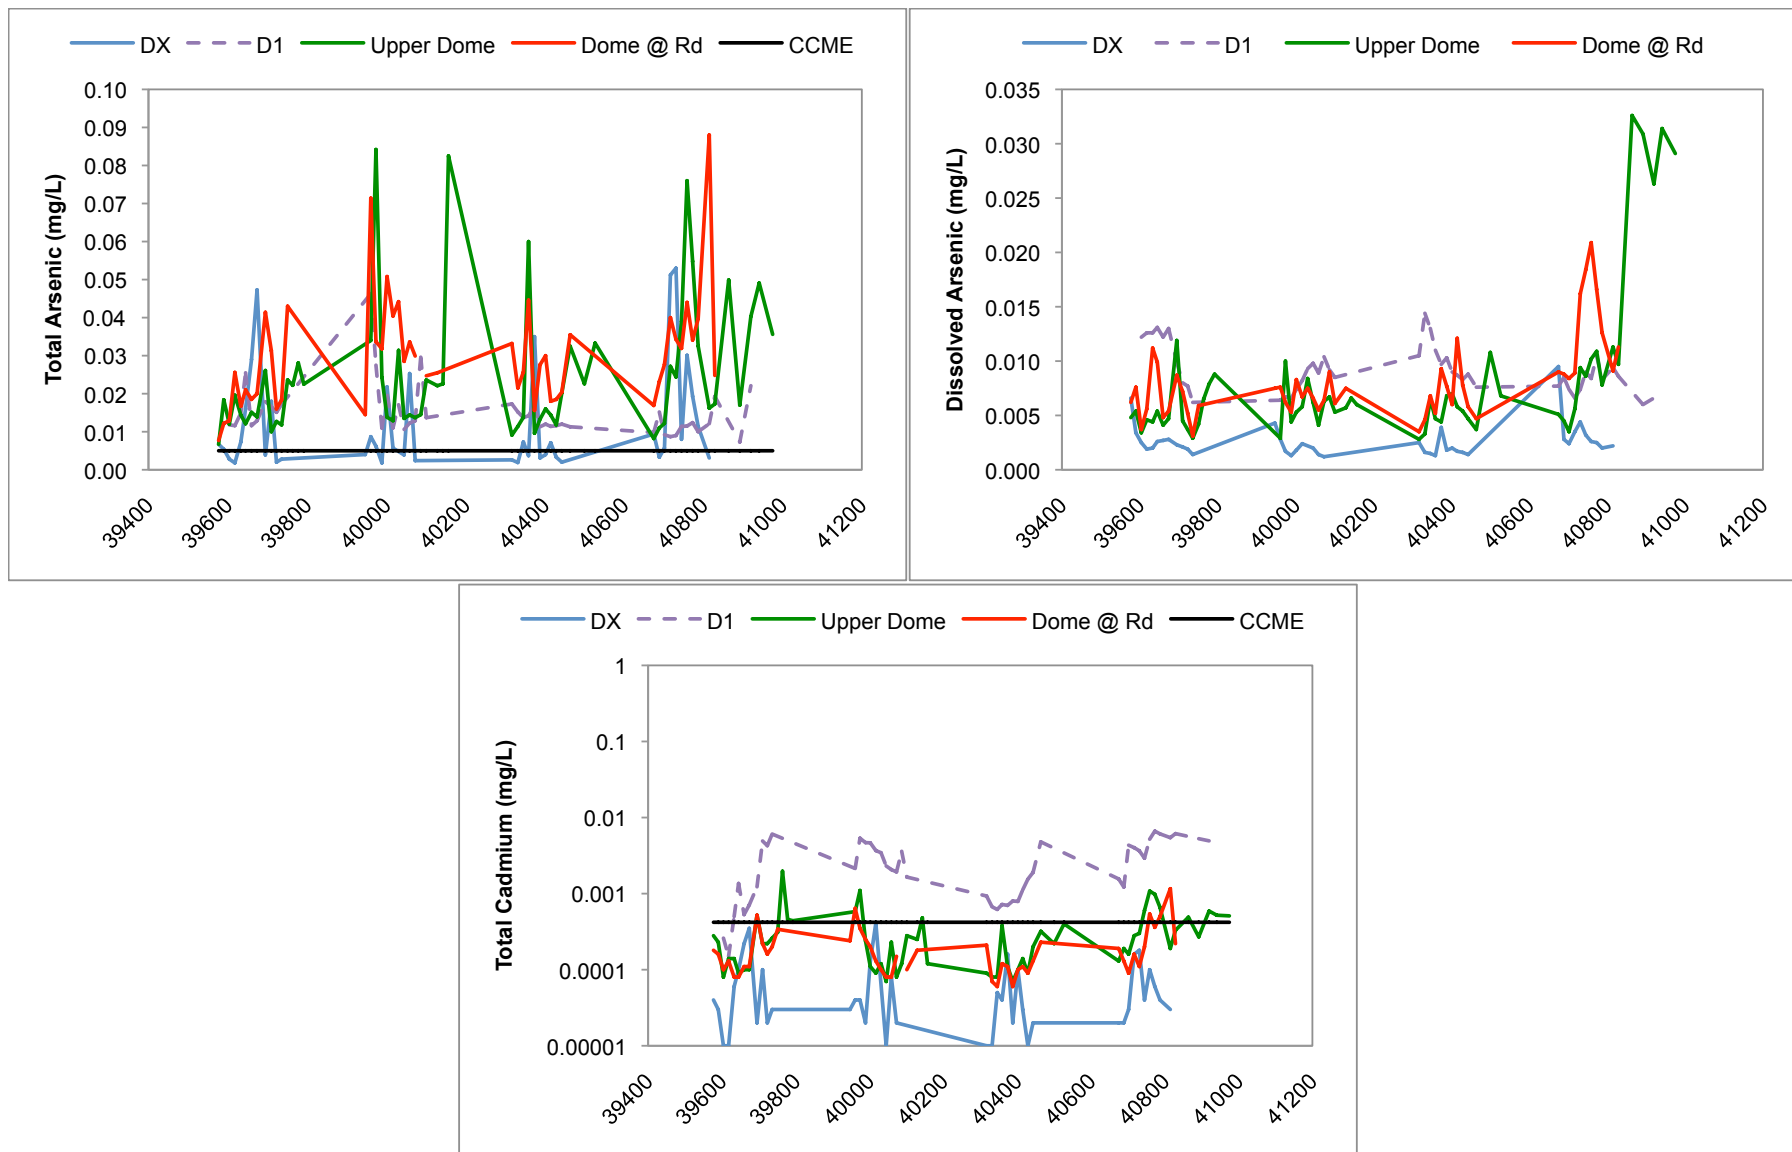 DX D1 Upper Dome Dome @ Rd CCME
Total Arsenic (mg/L)
0.10
0.09
0.08
0.07
0.06
0.05
0.04
0.03
0.02
0.01
0.00
39400 39600 39800 40000 40200 40400 40600 40800 41000 41200
DX D1 Upper Dome Dome @ Rd
Dissolved Arsenic (mg/L)
0.035
0.030
0.025
0.020
0.015
0.010
0.005
0.000
39400 39600 39800 40000 40200 40400 40600 40800 41000 41200
DX D1 Upper Dome Dome @ Rd CCME
Total Cadmium (mg/L)
1
0.1
0.01
0.001
0.0001
0.00001
39400 39600 39800 40000 40200 40400 40600 40800 41000 41200